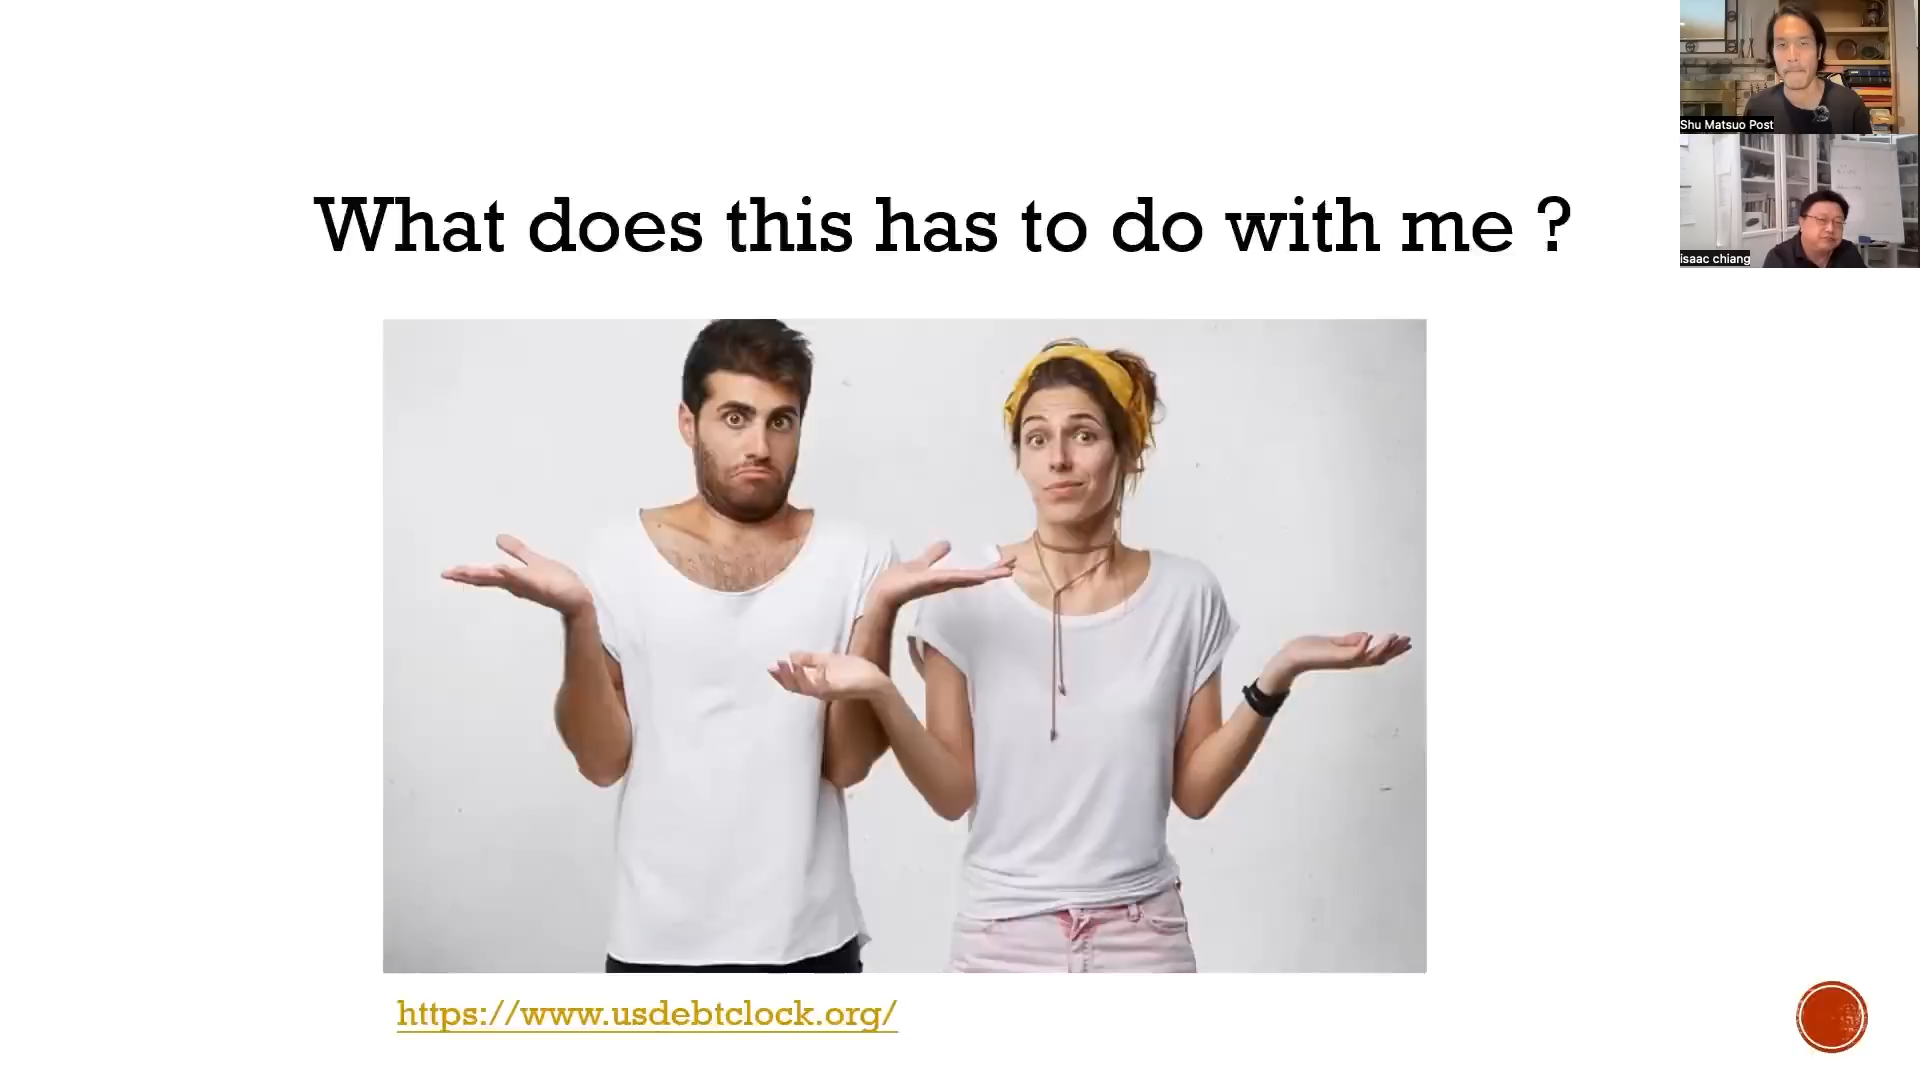 What does this has to do with me ?
Shu Matsuo Post
isaac chiang
https://www.usdebtclock.org/